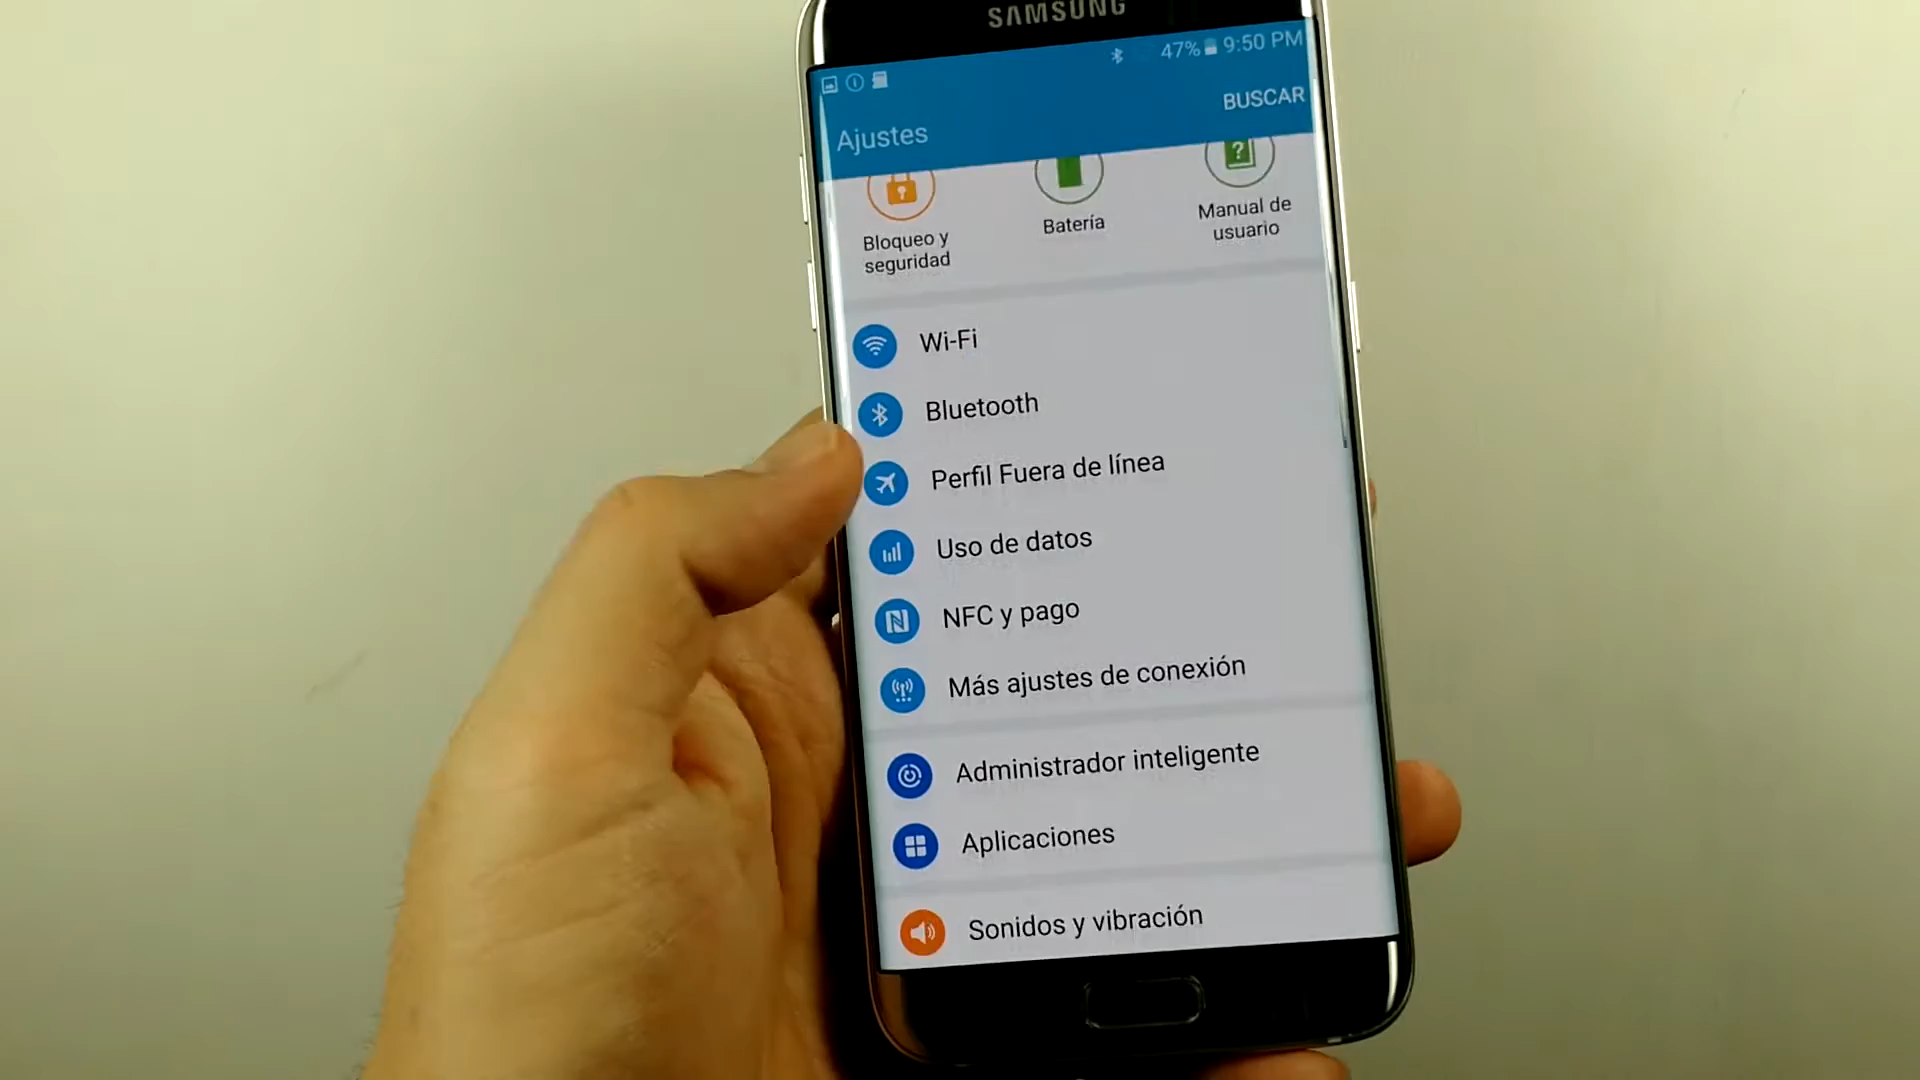 SAMSUNG
47% 9:50 PM
BUSCAR
Ajustes
Bloqueo y
seguridad
Batería
Manual de
usuario
Wi-Fi
Bluetooth
Perfil Fuera de línea
Uso de datos
NFC y pago
Más ajustes de conexión
Administrador inteligente
Aplicaciones
Sonidos y vibración